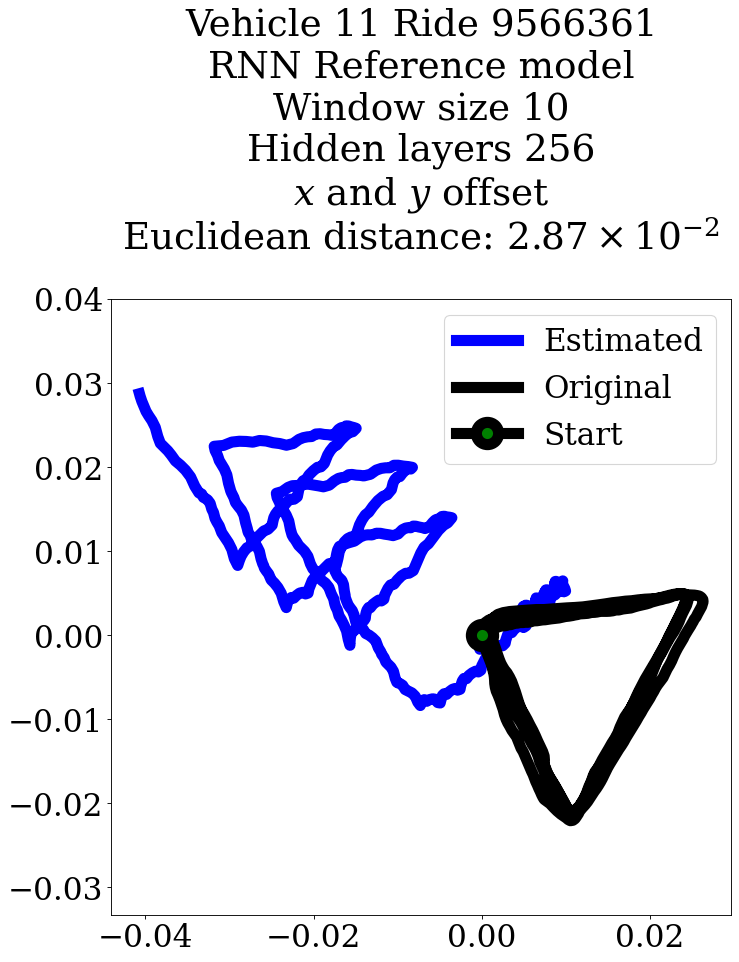 Vehicle 11 Ride 9566361
RNN Reference model
Window size 10
Hidden layers 256
x and y offset
Euclidean distance: 2.87 × 10⁻²
0.04
0.03
0.02
0.01
0.00
−0.01
−0.02
−0.03
Estimated
Original
Start
−0.04
−0.02
0.00
0.02